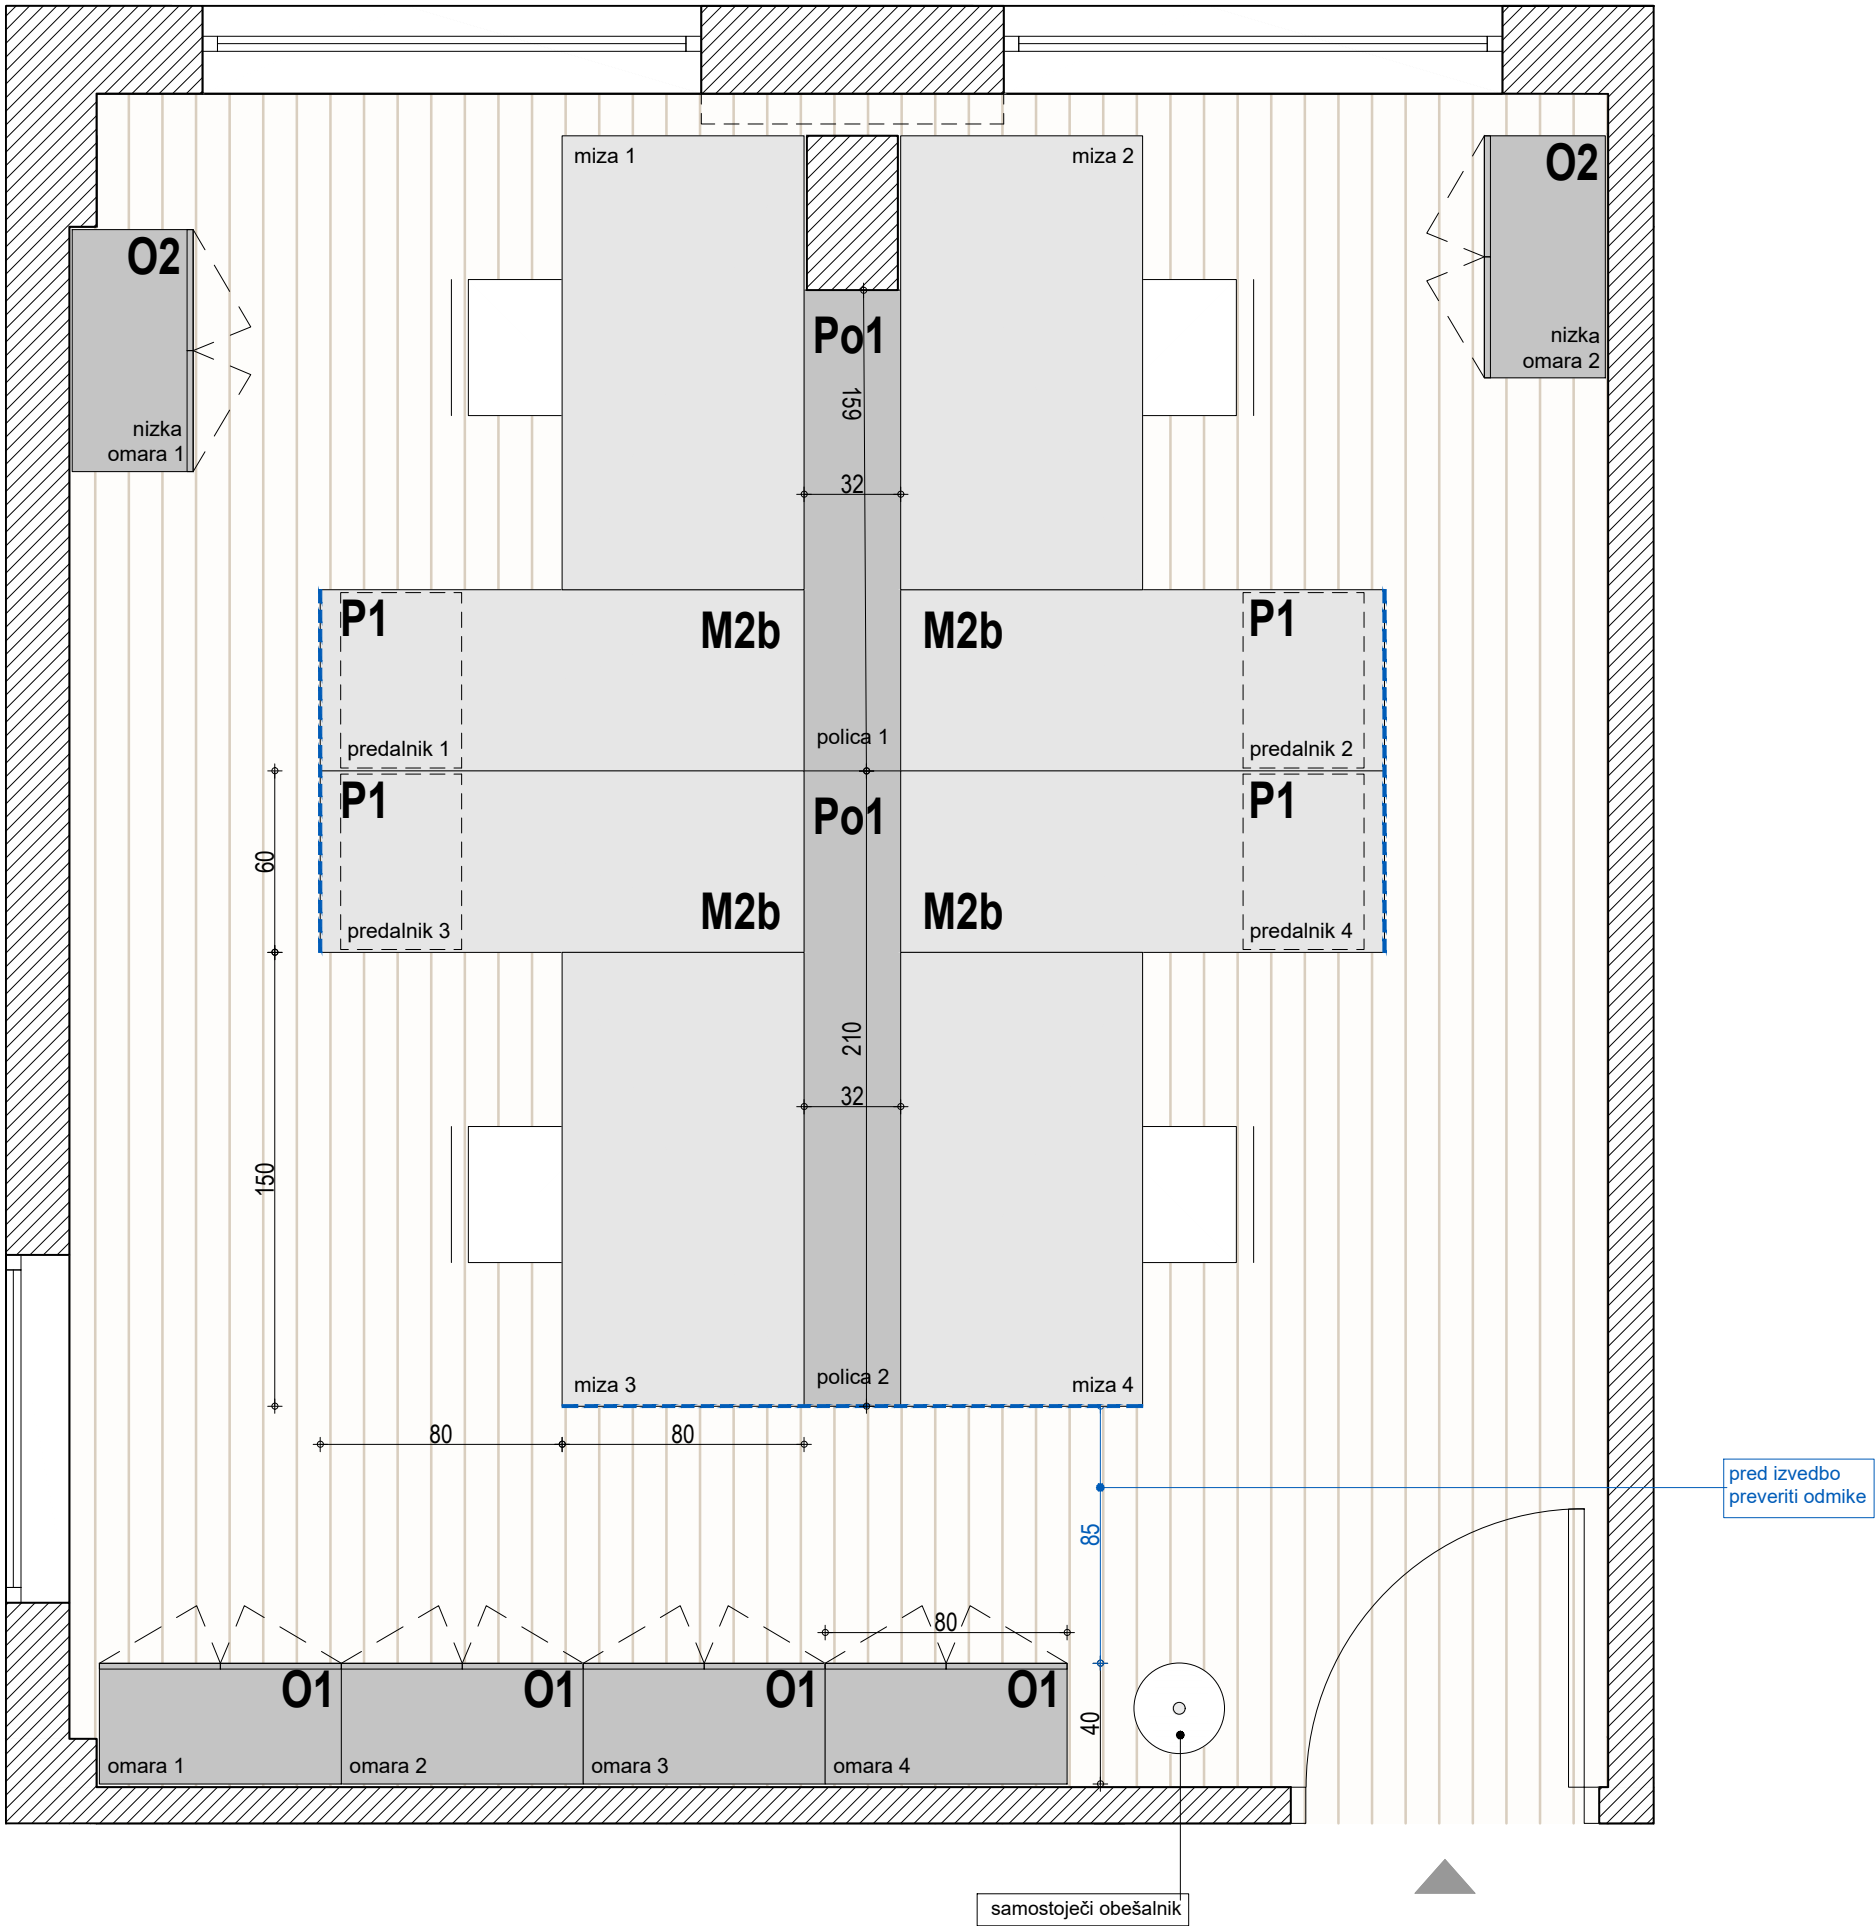 miza 1
miza 2
O2
O2
nizka
omara 2
Po1
159
nizka
omara 1
32
P1
M2b
M2b
P1
predalnik 1
polica 1
predalnik 2
P1
Po1
P1
60
M2b
M2b
predalnik 3
predalnik 4
210
32
150
miza 3
polica 2
miza 4
80
80
pred izvedbo
preveriti odmike
85
80
O1
O1
O1
O1
40
omara 1
omara 2
omara 3
omara 4
samostoječi obešalnik